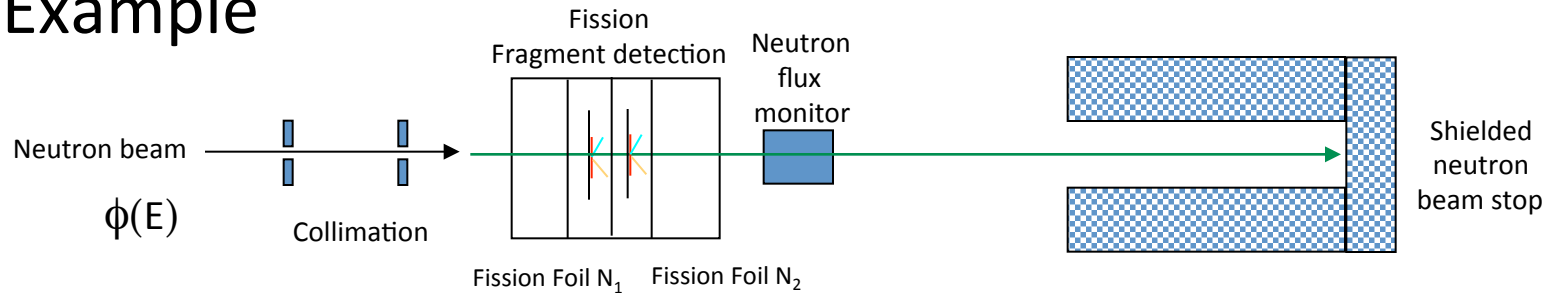 Example
Fission
Fragment detection
Neutron
flux
monitor
Neutron beam
ϕ(E)
Collimation
Fission Foil N₁
Fission Foil N₂
Shielded
neutron
beam stop